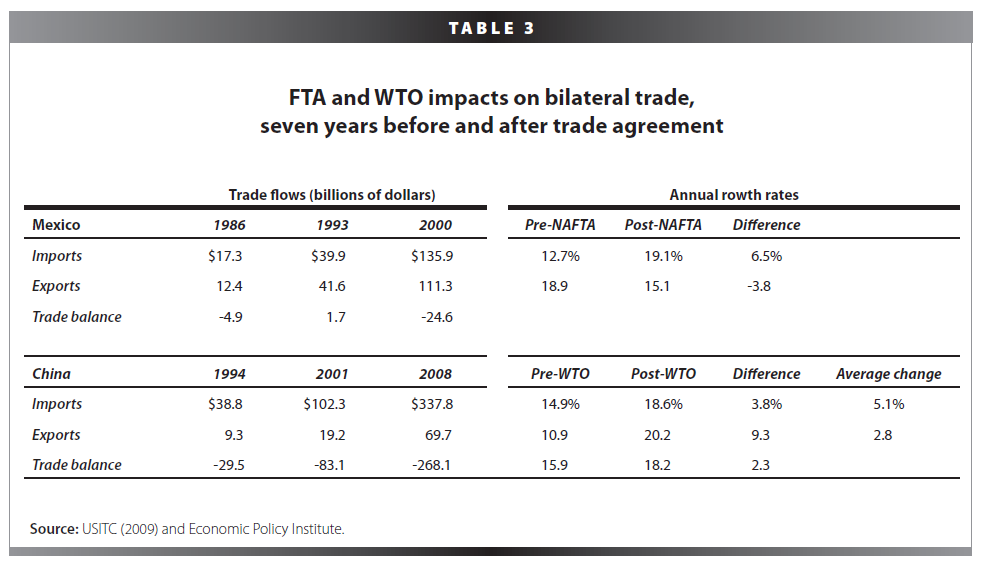 TABLE 3
FTA and WTO impacts on bilateral trade,
seven years before and after trade agreement
Trade flows (billions of dollars) Annual rowth rates
Mexico 1986 1993 2000 Pre-NAFTA Post-NAFTA Difference
Imports $17.3 $39.9 $135.9 12.7% 19.1% 6.5%
Exports 12.4 41.6 111.3 18.9 15.1 -3.8
Trade balance -4.9 1.7 -24.6
China 1994 2001 2008 Pre-WTO Post-WTO Difference Average change
Imports $38.8 $102.3 $337.8 14.9% 18.6% 3.8% 5.1%
Exports 9.3 19.2 69.7 10.9 20.2 9.3 2.8
Trade balance -29.5 -83.1 -268.1 15.9 18.2 2.3
Source: USITC (2009) and Economic Policy Institute.